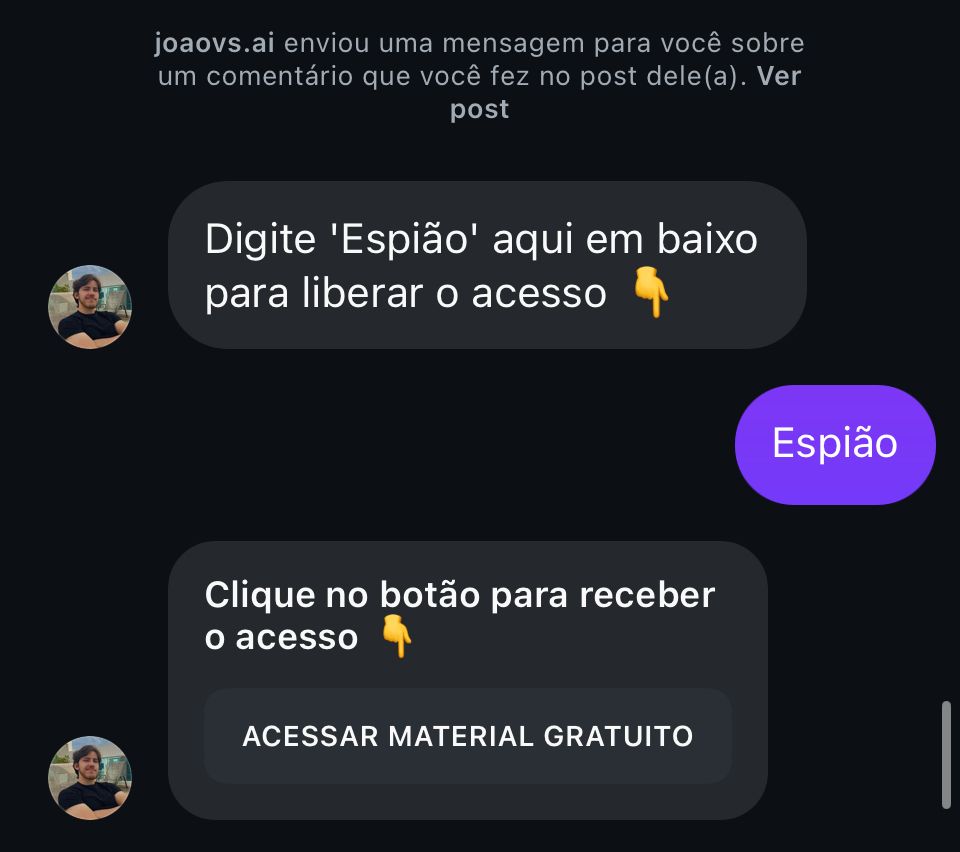 joaovs.ai enviou uma mensagem para você sobre
um comentário que você fez no post dele(a). Ver
post
Digite 'Espião' aqui em baixo
para liberar o acesso 👇
Espião
Clique no botão para receber
o acesso 👇
ACESSAR MATERIAL GRATUITO